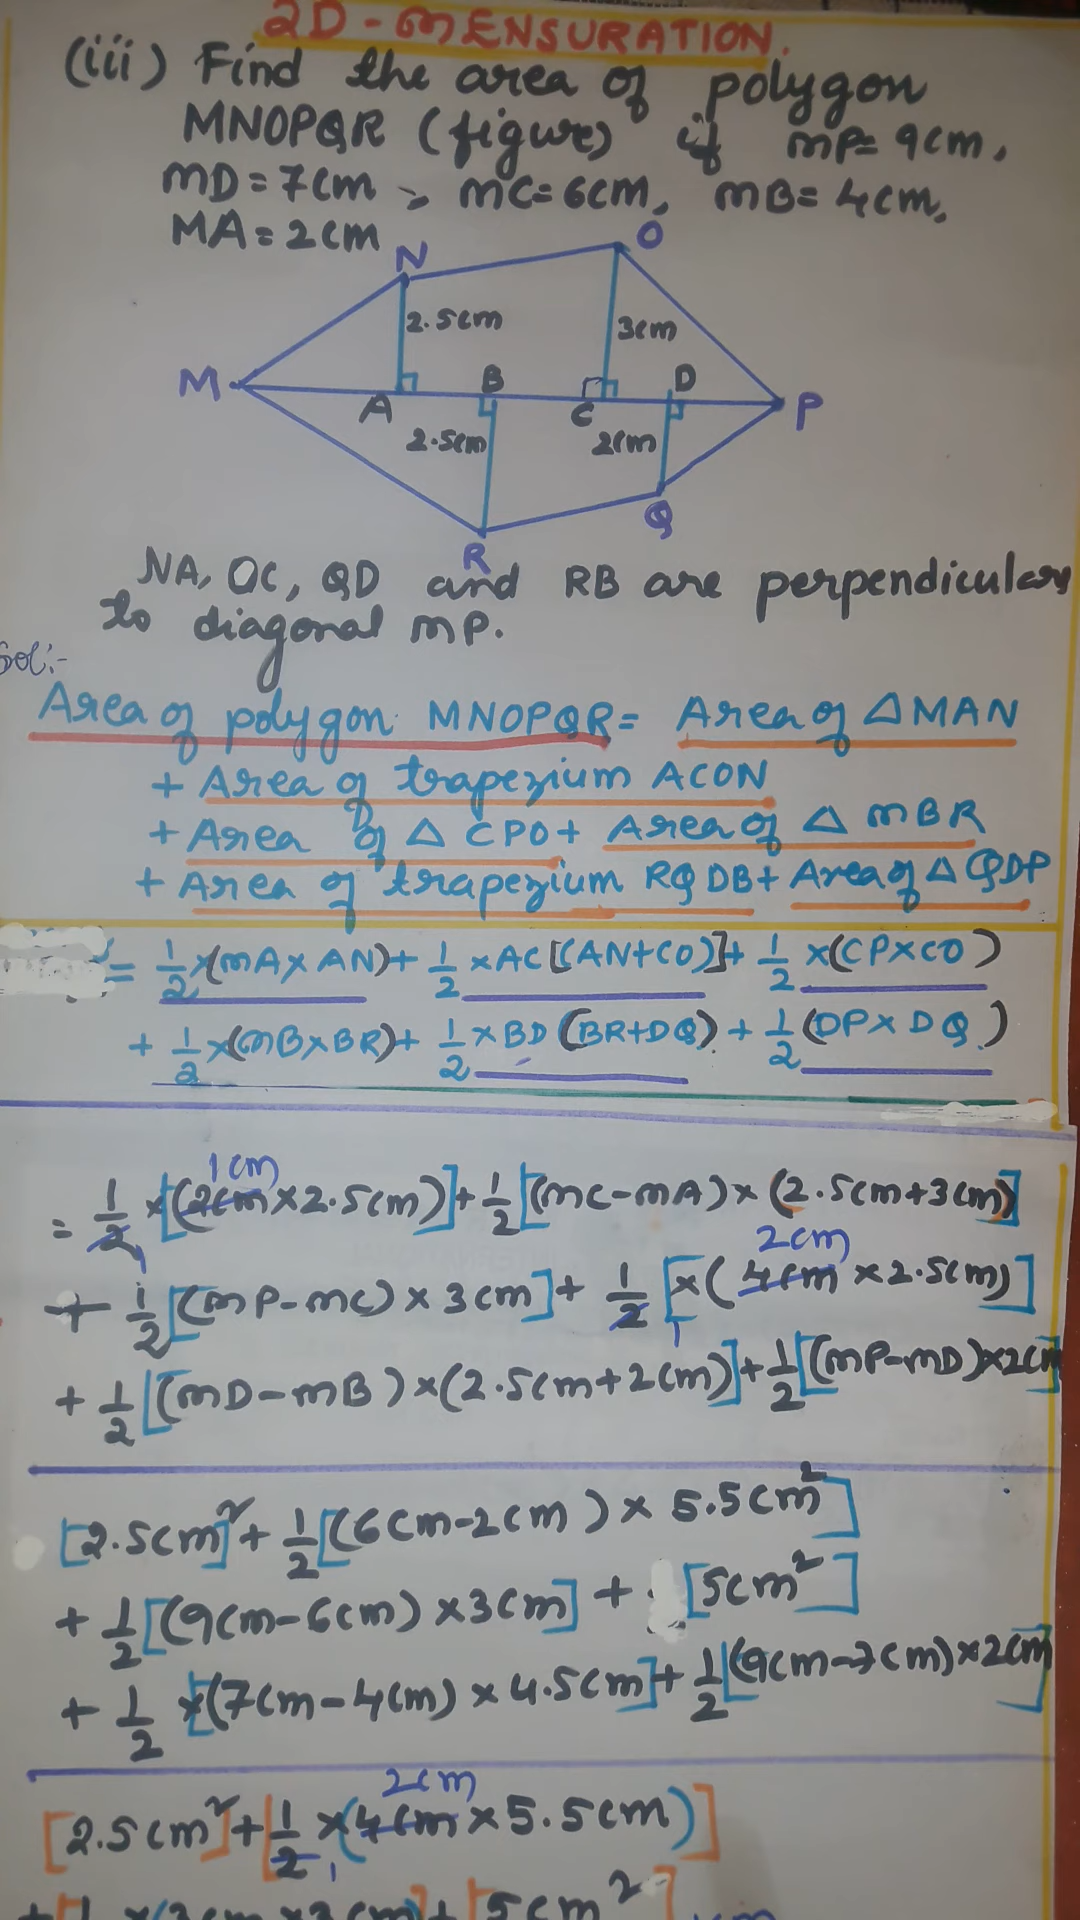 2D-MENSURATION.
(iii) Find the area of polygon
MNOPQR (figure) if MP= 9cm,
MD=7cm, MC=6cm, MB= 4cm,
MA=2cm
N O
2.5cm 3cm
M A B C D P
2.5cm 2cm
R Q
NA, OC, QD and RB are perpendiculars
to diagonal MP.
Sol:-
Area of polygon MNOPQR= Area of △MAN
+ Area of trapezium ACON
+ Area of △ CPO+ Area of △ MBR
+ Area of trapezium RQDB+ Area of △ QDP
= 1/2 ×(MA×AN)+ 1/2 ×AC[(AN+CO)]+ 1/2 ×(CP×CO)
+ 1/2 ×(MB×BR)+ 1/2 ×BD(BR+DQ) + 1/2 (DP×DQ)
1cm
= 1/2 ×[(2cm×2.5cm)]+1/2[(MC-MA)×(2.5cm+3cm)]
1 2cm
+ 1/2[(MP-MC)×3cm]+ 1/2[×(4cm×2.5cm)]
1
+ 1/2[(MD-MB)×(2.5cm+2cm)]+1/2[(MP-MD)×2cm]
[2.5cm²]+ 1/2[(6cm-2cm)× 5.5cm²]
+ 1/2[(9cm-6cm)×3cm] + [5cm²]
+ 1/2 ×[(7cm-4cm)×4.5cm]+ 1/2[(9cm-7cm)×2cm]
2cm
[2.5cm²]+[1/2 ×(4cm×5.5cm)]
1